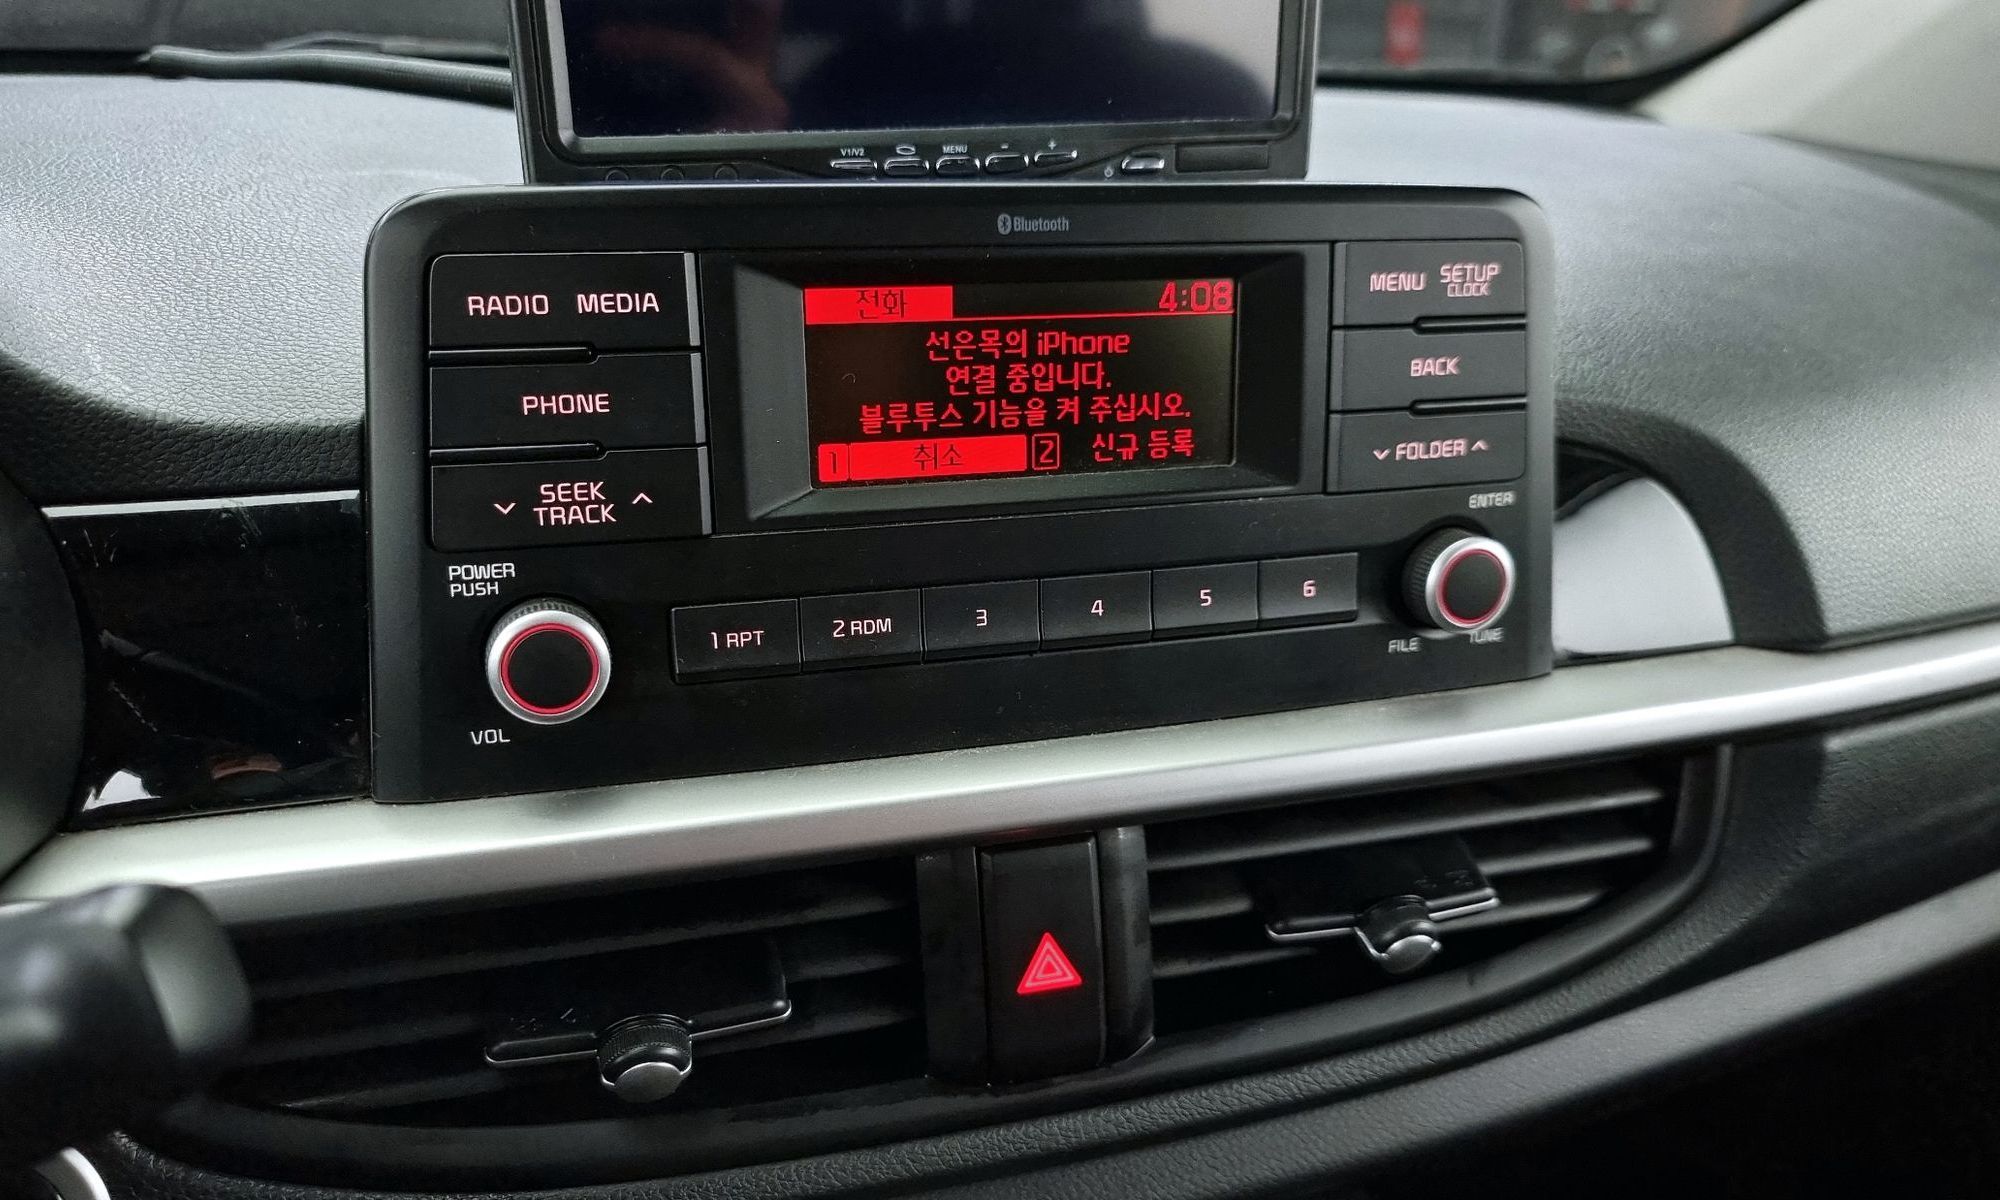 V1/V2
MENU
- +
Bluetooth
RADIO MEDIA
PHONE
SEEK
TRACK
POWER
PUSH
VOL
전화 4:08
선은목의 iPhone
연결 중입니다.
블루투스 기능을 켜 주십시오.
1 취소 2 신규 등록
MENU SETUP
CLOCK
BACK
FOLDER
ENTER
FILE
TUNE
1 RPT 2 RDM 3 4 5 6